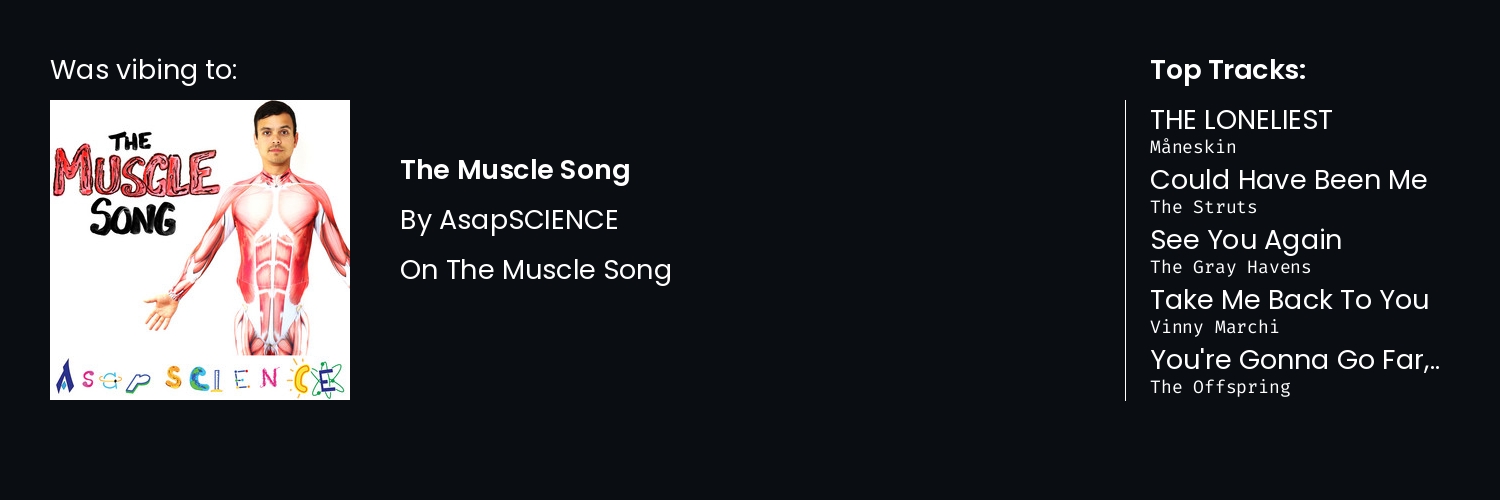 Was vibing to:
THE
MUSCLE
SONG
Asap SCIENCE
The Muscle Song
By AsapSCIENCE
On The Muscle Song
Top Tracks:
THE LONELIEST
Måneskin
Could Have Been Me
The Struts
See You Again
The Gray Havens
Take Me Back To You
Vinny Marchi
You're Gonna Go Far,..
The Offspring